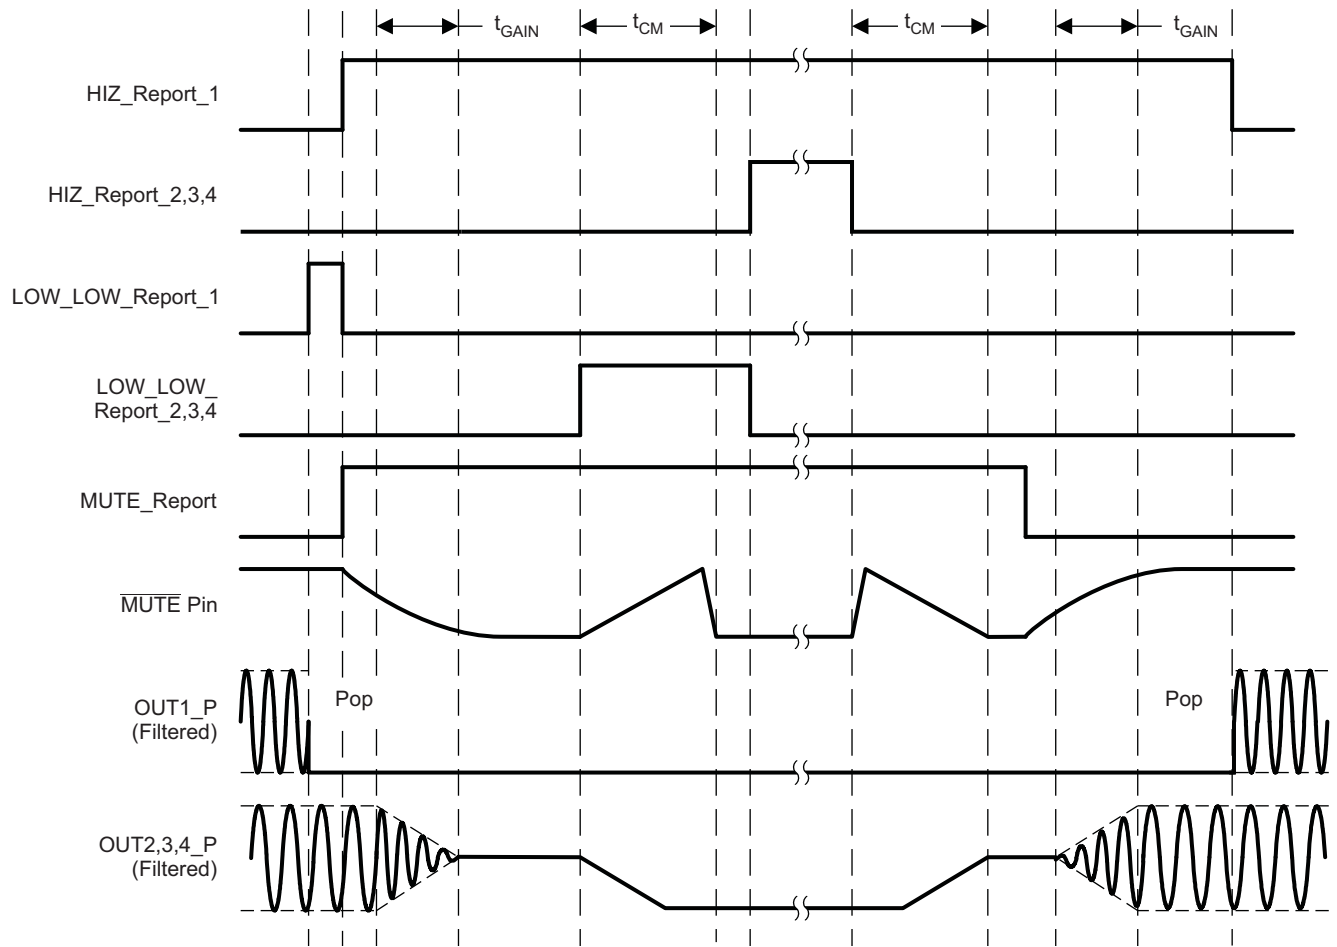 tGAIN
tCM
tCM
tGAIN
HIZ_Report_1
HIZ_Report_2,3,4
LOW_LOW_Report_1
LOW_LOW_
Report_2,3,4
MUTE_Report
MUTE Pin
OUT1_P
(Filtered)
Pop
Pop
OUT2,3,4_P
(Filtered)